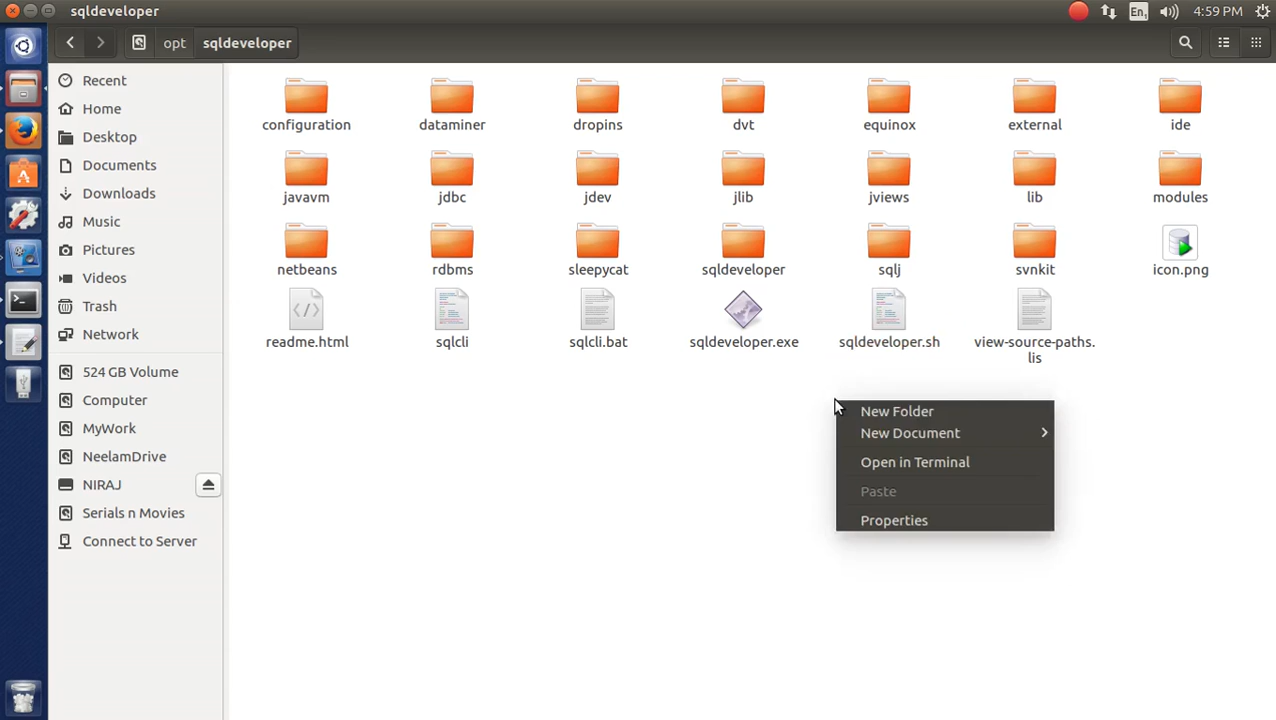 sqldeveloper
En1
4:59 PM
opt
sqldeveloper
Recent
Home
Desktop
Documents
Downloads
Music
Pictures
Videos
Trash
Network
524 GB Volume
Computer
MyWork
NeelamDrive
NIRAJ
Serials n Movies
Connect to Server
configuration
dataminer
dropins
dvt
equinox
external
ide
javavm
jdbc
jdev
jlib
jviews
lib
modules
netbeans
rdbms
sleepycat
sqldeveloper
sqlj
svnkit
icon.png
readme.html
sqlcli
sqlcli.bat
sqldeveloper.exe
sqldeveloper.sh
view-source-paths.
lis
New Folder
New Document
Open in Terminal
Paste
Properties